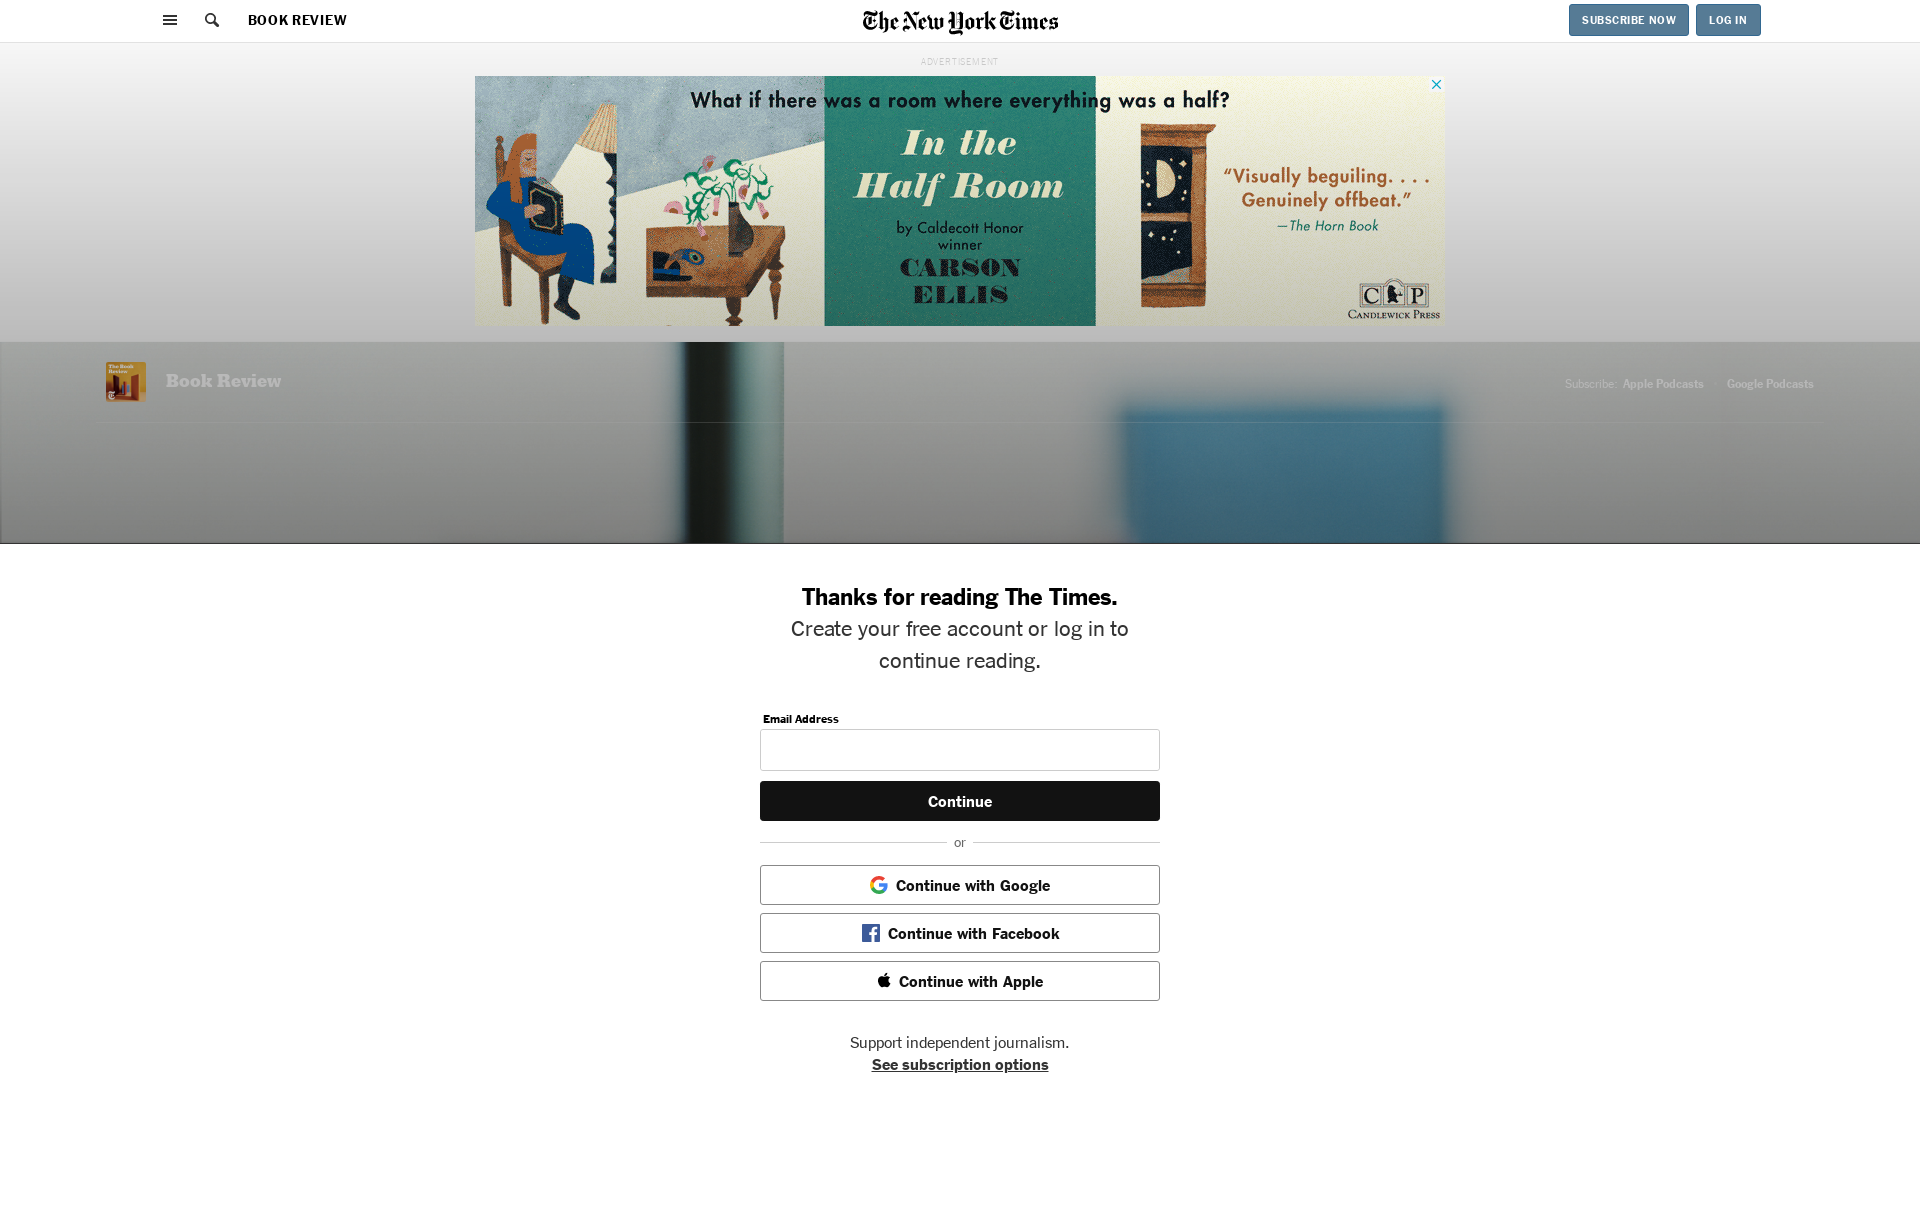 BOOK REVIEW
The New York Times
SUBSCRIBE NOW
LOG IN
ADVERTISEMENT
What if there was a room where everything was a half?
In the
Half Room
by Caldecott Honor
winner
CARSON
ELLIS
“Visually beguiling. . . .
Genuinely offbeat.”
—The Horn Book
C P
CANDLEWICK PRESS
The Book
Review
Book Review
Subscribe:
Apple Podcasts
Google Podcasts
Thanks for reading The Times.
Create your free account or log in to
continue reading.
Email Address
Continue
or
Continue with Google
Continue with Facebook
Continue with Apple
Support independent journalism.
See subscription options